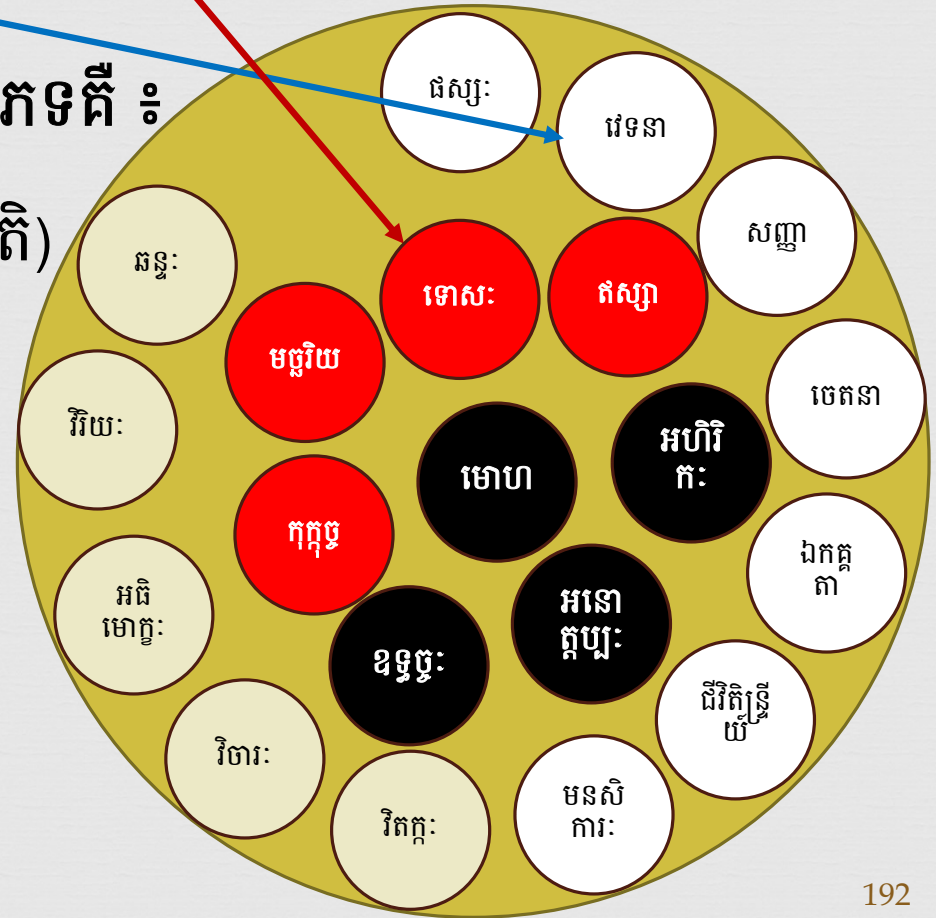 ភេទគឺ ៖
តិ)
ផស្សៈ
វេទនា
សញ្ញា
ចេតនា
ឯកគ្គ
តា
ជីវិតិន្ទ្រី
យ៍
មនសិ
ការៈ
វិតក្កៈ
វិចារៈ
អធិ
មោក្ខៈ
វីរិយៈ
ឆន្ទៈ
ទោសៈ
ឥស្សា
មច្ឆរិយ
កុក្កុច្ច
មោហ
អហិរិ
កៈ
អនោ
ត្តប្បៈ
ឧទ្ធច្ចៈ
192